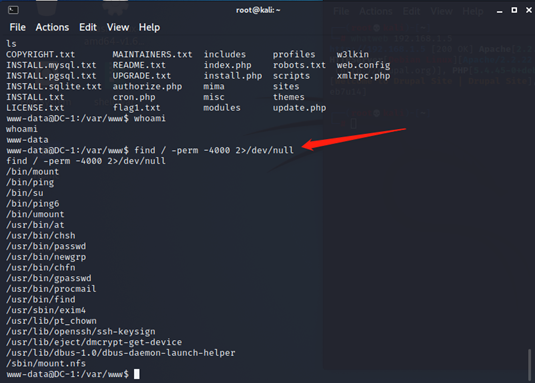 root@kali: ~
File Actions Edit View Help
ls
COPYRIGHT.txt MAINTAINERS.txt includes profiles w3lkin
INSTALL.mysql.txt README.txt index.php robots.txt web.config
INSTALL.pgsql.txt UPGRADE.txt install.php scripts xmlrpc.php
INSTALL.sqlite.txt authorize.php mima sites
INSTALL.txt cron.php misc themes
LICENSE.txt flag1.txt modules update.php
www-data@DC-1:/var/www$ whoami
whoami
www-data
www-data@DC-1:/var/www$ find / -perm -4000 2>/dev/null
find / -perm -4000 2>/dev/null
/bin/mount
/bin/ping
/bin/su
/bin/ping6
/bin/umount
/usr/bin/at
/usr/bin/chsh
/usr/bin/passwd
/usr/bin/newgrp
/usr/bin/chfn
/usr/bin/gpasswd
/usr/bin/procmail
/usr/bin/find
/usr/sbin/exim4
/usr/lib/pt_chown
/usr/lib/openssh/ssh-keysign
/usr/lib/eject/dmcrypt-get-device
/usr/lib/dbus-1.0/dbus-daemon-launch-helper
/sbin/mount.nfs
www-data@DC-1:/var/www$